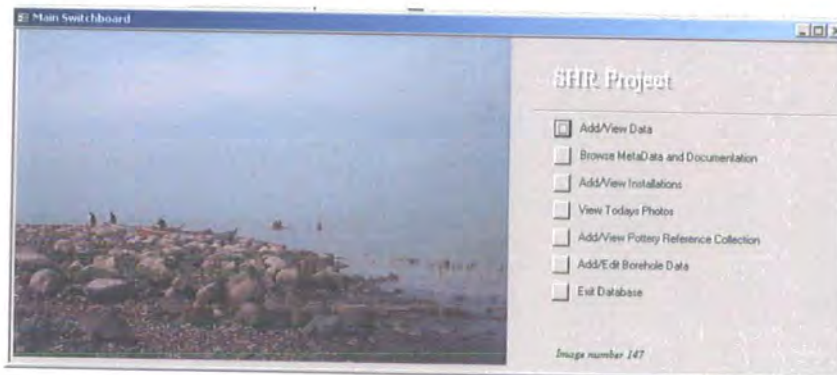 Main Switchboard
SHR Project
Add/View Data
Browse MetaData and Documentation
Add/View Installations
View Todays Photos
Add/View Pottery Reference Collection
Add/Edit Borehole Data
Exit Database
Image number 147